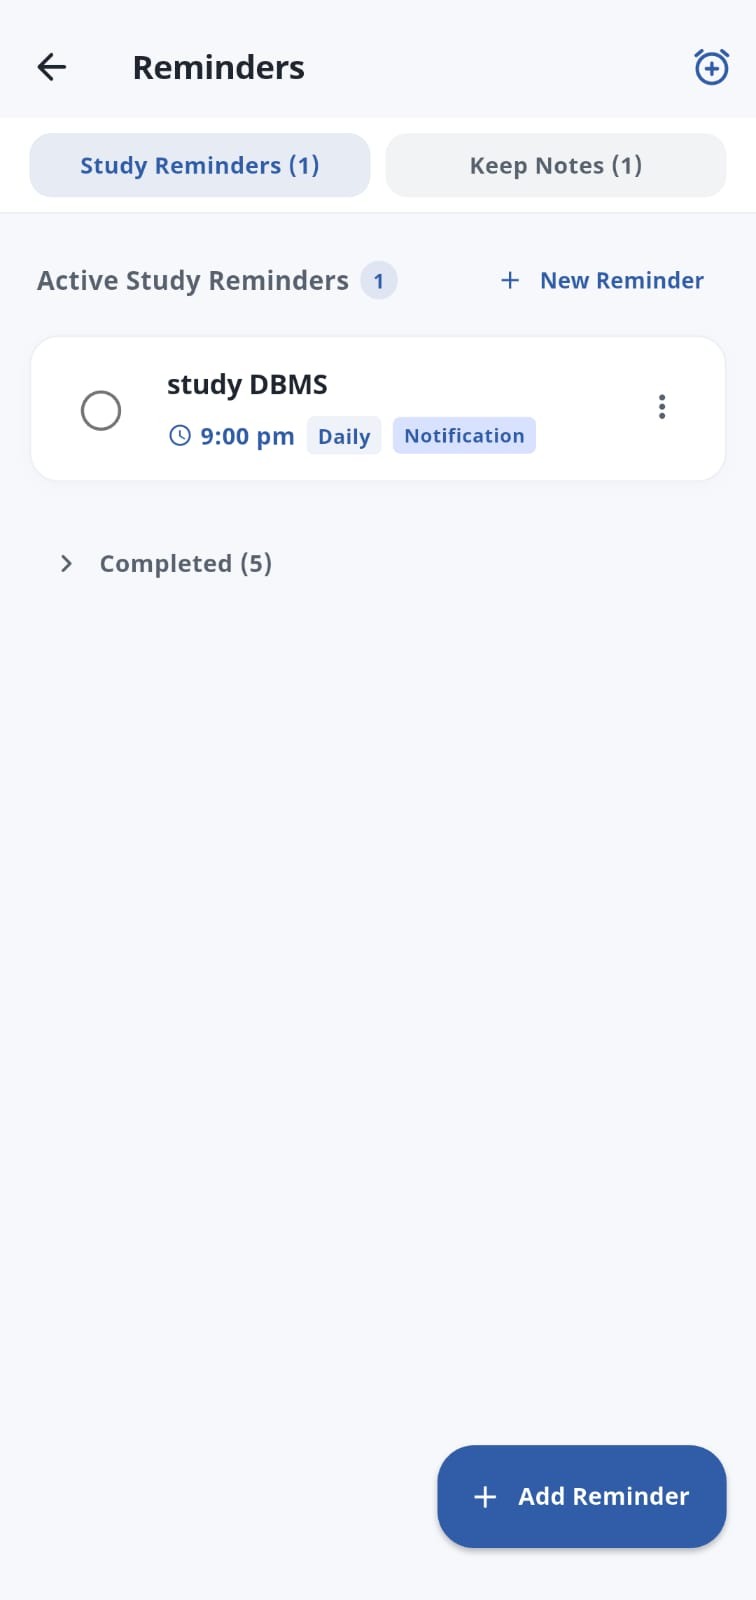 Reminders
Study Reminders (1)
Keep Notes (1)
Active Study Reminders 1
New Reminder
study DBMS
9:00 pm Daily Notification
Completed (5)
Add Reminder